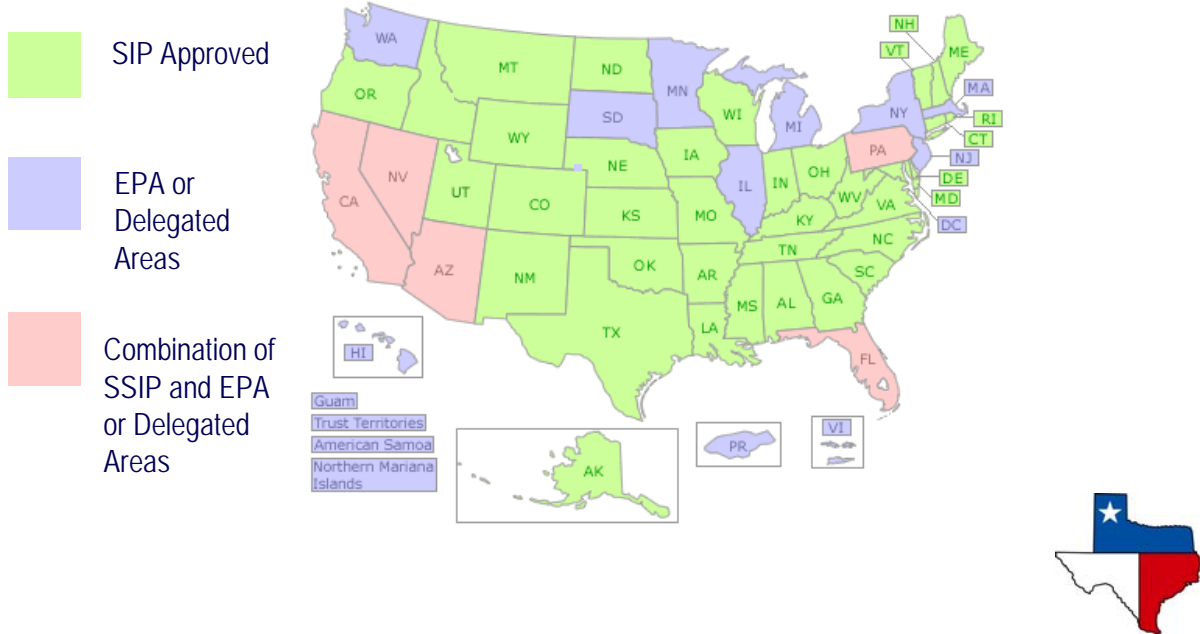 SIP Approved
EPA or
Delegated
Areas
Combination of
SSIP and EPA
or Delegated
Areas
WA
OR
MT
ND
MN
SD
WY
WI
MI
NY
NH
VT
ME
MA
RI
CT
NJ
DE
MD
DC
PA
CA
NV
UT
CO
NE
IA
IL
IN
OH
WV
VA
KS
MO
KY
AZ
NM
OK
AR
TN
NC
SC
MS
AL
GA
TX
LA
FL
HI
Guam
Trust Territories
American Samoa
Northern Mariana
Islands
AK
PR
VI